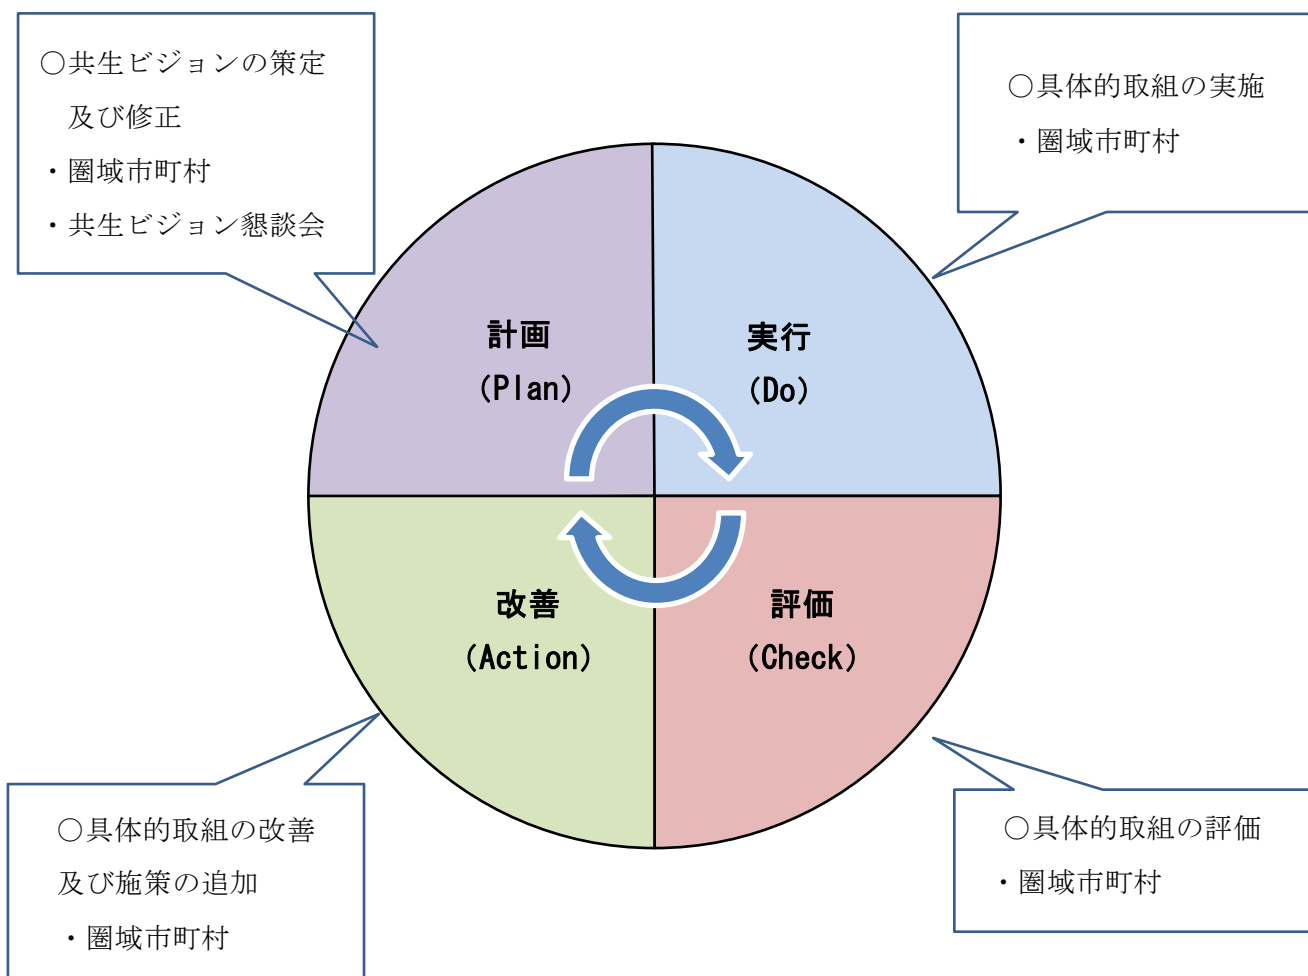 ○共生ビジョンの策定
及び修正
・圏域市町村
・共生ビジョン懇談会
○具体的取組の実施
・圏域市町村
計画
(Plan)
実行
(Do)
改善
(Action)
評価
(Check)
○具体的取組の改善
及び施策の追加
・圏域市町村
○具体的取組の評価
・圏域市町村